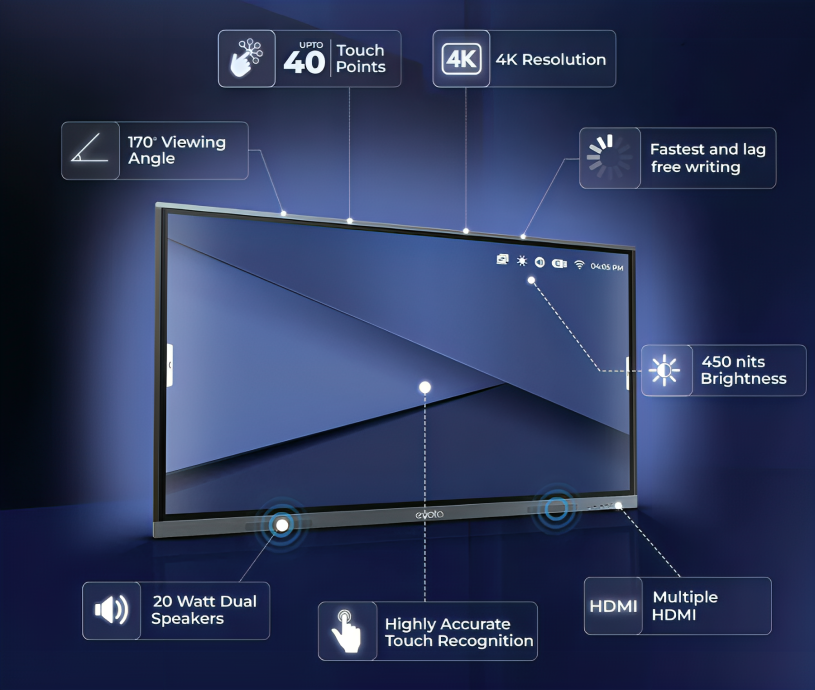 UPTO
40
Touch
Points
4K
4K Resolution
170° Viewing
Angle
Fastest and lag
free writing
04:05 PM
450 nits
Brightness
evota
20 Watt Dual
Speakers
Highly Accurate
Touch Recognition
HDMI
Multiple
HDMI